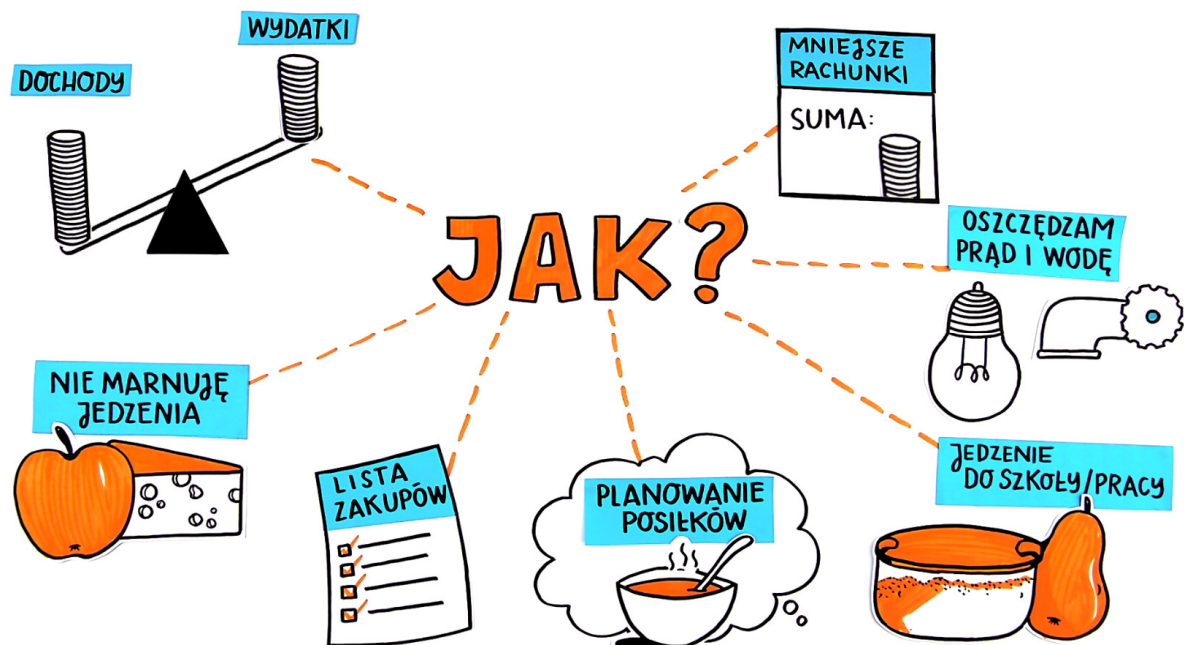 WYDATKI
DOCHODY
MNIEJSZE
RACHUNKI
SUMA:
JAK?
OSZCZĘDZAM
PRĄD I WODĘ
NIE MARNUJĘ
JEDZENIA
LISTA
ZAKUPÓW
PLANOWANIE
POSIŁKÓW
JEDZENIE
DO SZKOŁY/PRACY